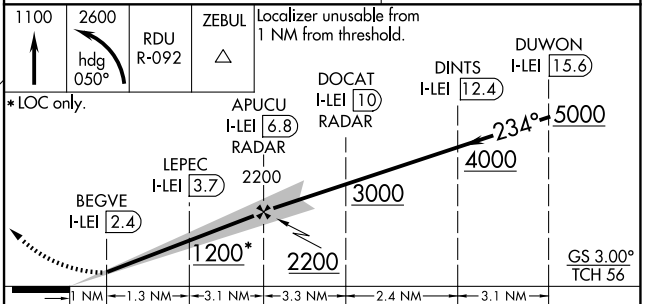 1100
2600
hdg
050°
RDU
R-092
ZEBUL
Localizer unusable from
1 NM from threshold.
* LOC only.
DUWON
I-LEI 15.6
DINTS
I-LEI 12.4
DOCAT
I-LEI 10
RADAR
APUCU
I-LEI 6.8
RADAR
LEPEC
I-LEI 3.7
BEGVE
I-LEI 2.4
2200
234°
5000
4000
3000
2200
1200*
GS 3.00°
TCH 56
1 NM
1.3 NM
3.1 NM
3.3 NM
2.4 NM
3.1 NM